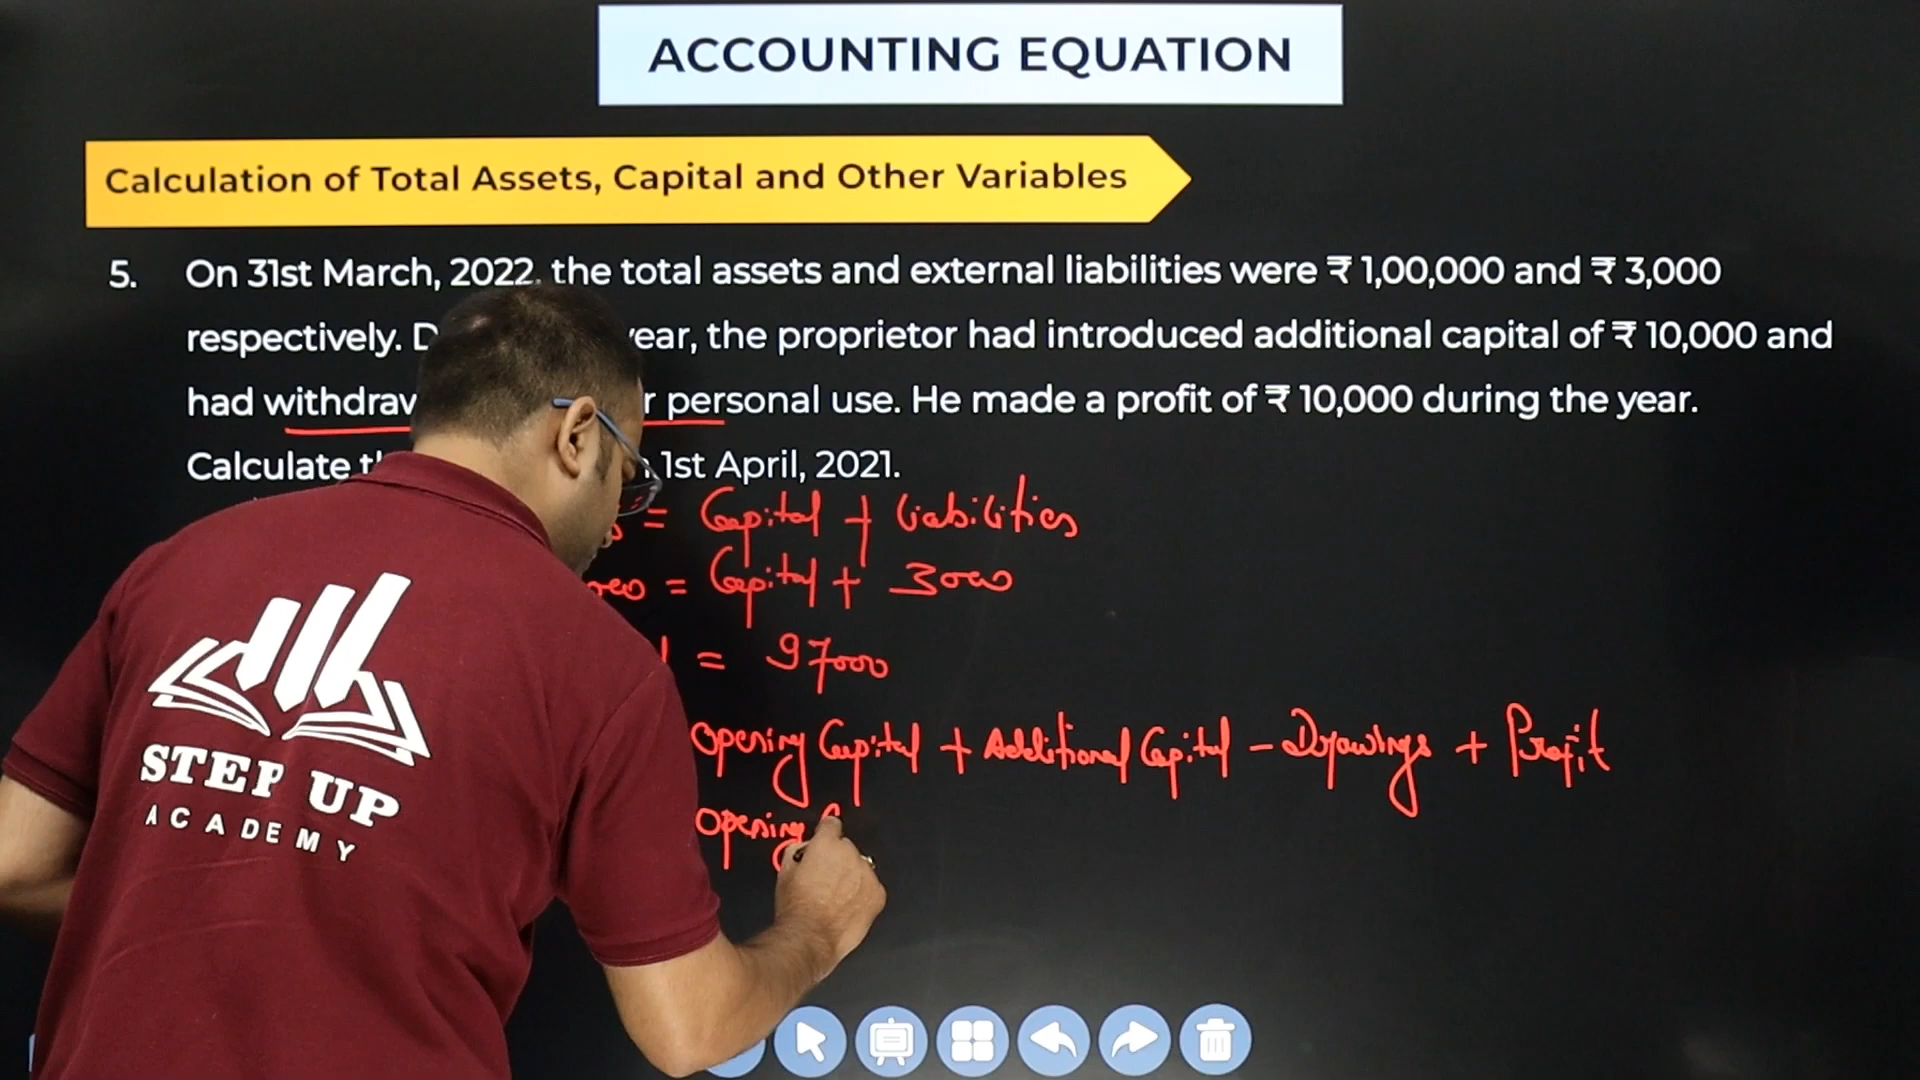 ACCOUNTING EQUATION
Calculation of Total Assets, Capital and Other Variables
5. On 31st March, 2022, the total assets and external liabilities were ₹ 1,00,000 and ₹ 3,000
respectively. ear, the proprietor had introduced additional capital of ₹ 10,000 and
had withdraw r personal use. He made a profit of ₹ 10,000 during the year.
Calculate 1st April, 2021.
s = Capital + Liabilities
000 = Capital + 3000
l = 97000
Opening Capital + Additional Capital - Drawings + Profit
Opening
STEP UP
ACADEMY